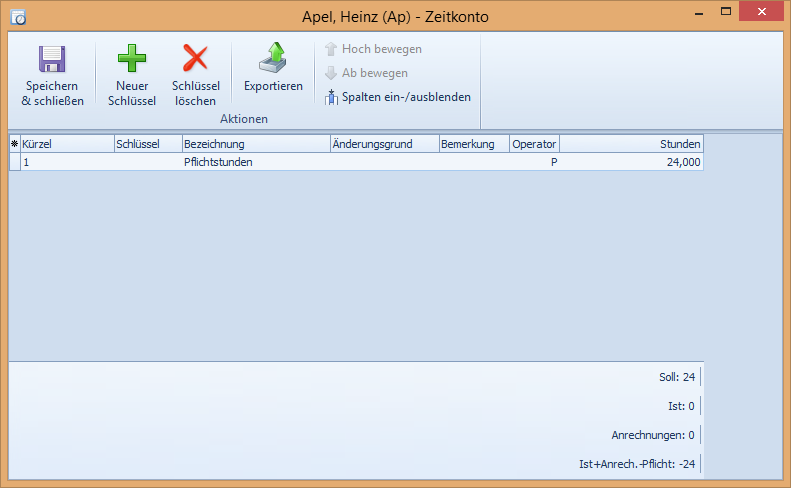 Apel, Heinz (Ap) - Zeitkonto
Speichern & schließen
Neuer Schlüssel
Schlüssel löschen
Exportieren
Hoch bewegen
Ab bewegen
Spalten ein-/ausblenden
Aktionen
Kürzel Schlüssel Bezeichnung Änderungsgrund Bemerkung Operator Stunden
1 Pflichtstunden P 24,000
Soll: 24
Ist: 0
Anrechnungen: 0
Ist+Anrech.-Pflicht: -24